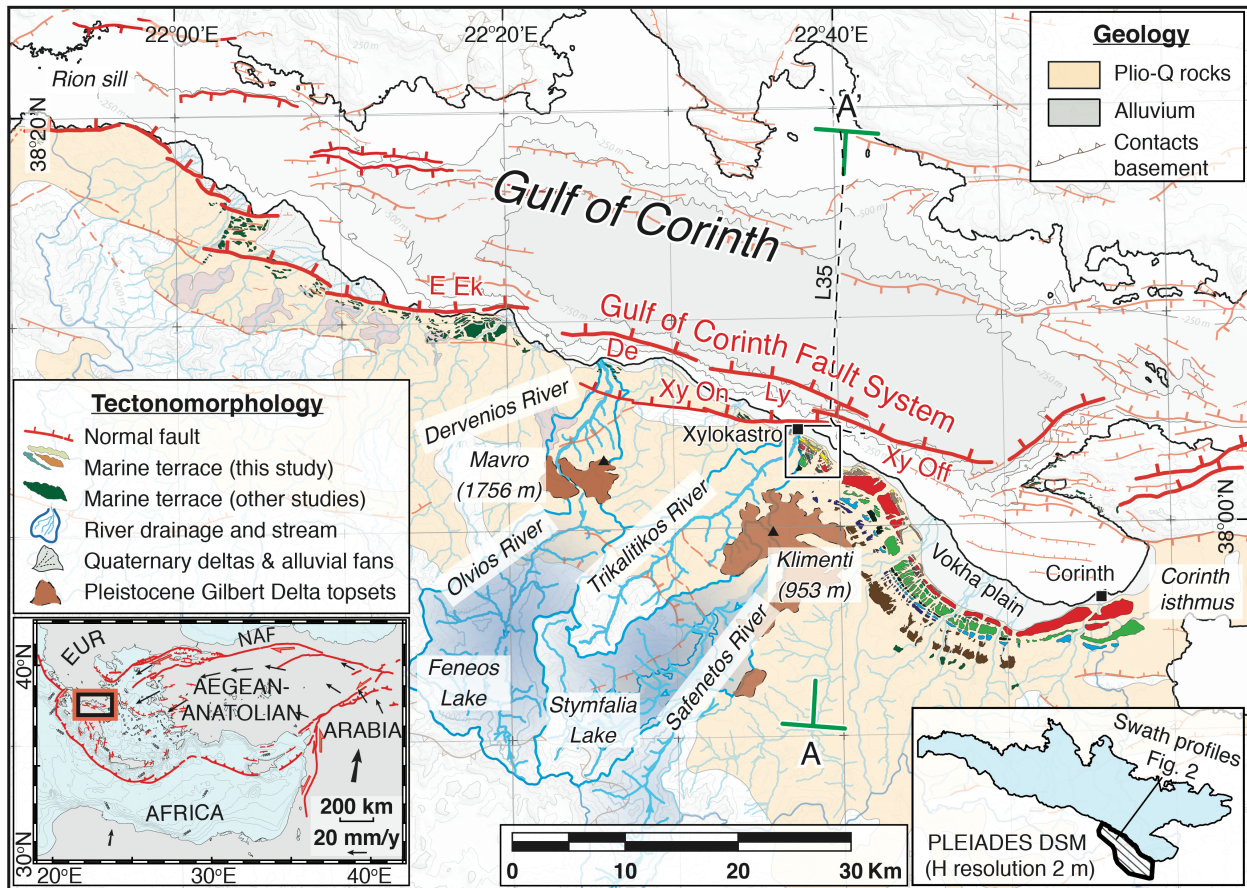 22°00'E
22°20'E
22°40'E
38°20'N
38°00'N
Rion sill
Geology
Plio-Q rocks
Alluvium
Contacts
basement
A'
Gulf of Corinth
L35
-250 m
-500 m
-750 m
-250 m
E Ek
Gulf of Corinth Fault System
De
Xy On
Ly
Xy Off
Xylokastro
Dervenios River
Mavro
(1756 m)
Olvios River
Trikalitikos River
Klimenti
(953 m)
Safenetos River
Vokha plain
Corinth
Corinth
isthmus
Feneos
Lake
Stymfalia
Lake
A
Tectonomorphology
Normal fault
Marine terrace (this study)
Marine terrace (other studies)
River drainage and stream
Quaternary deltas & alluvial fans
Pleistocene Gilbert Delta topsets
EUR
NAF
AEGEAN-
ANATOLIAN
ARABIA
AFRICA
200 km
20 mm/y
40°N
30°N
20°E
30°E
40°E
0
10
20
30 Km
Swath profiles
Fig. 2
PLEIADES DSM
(H resolution 2 m)